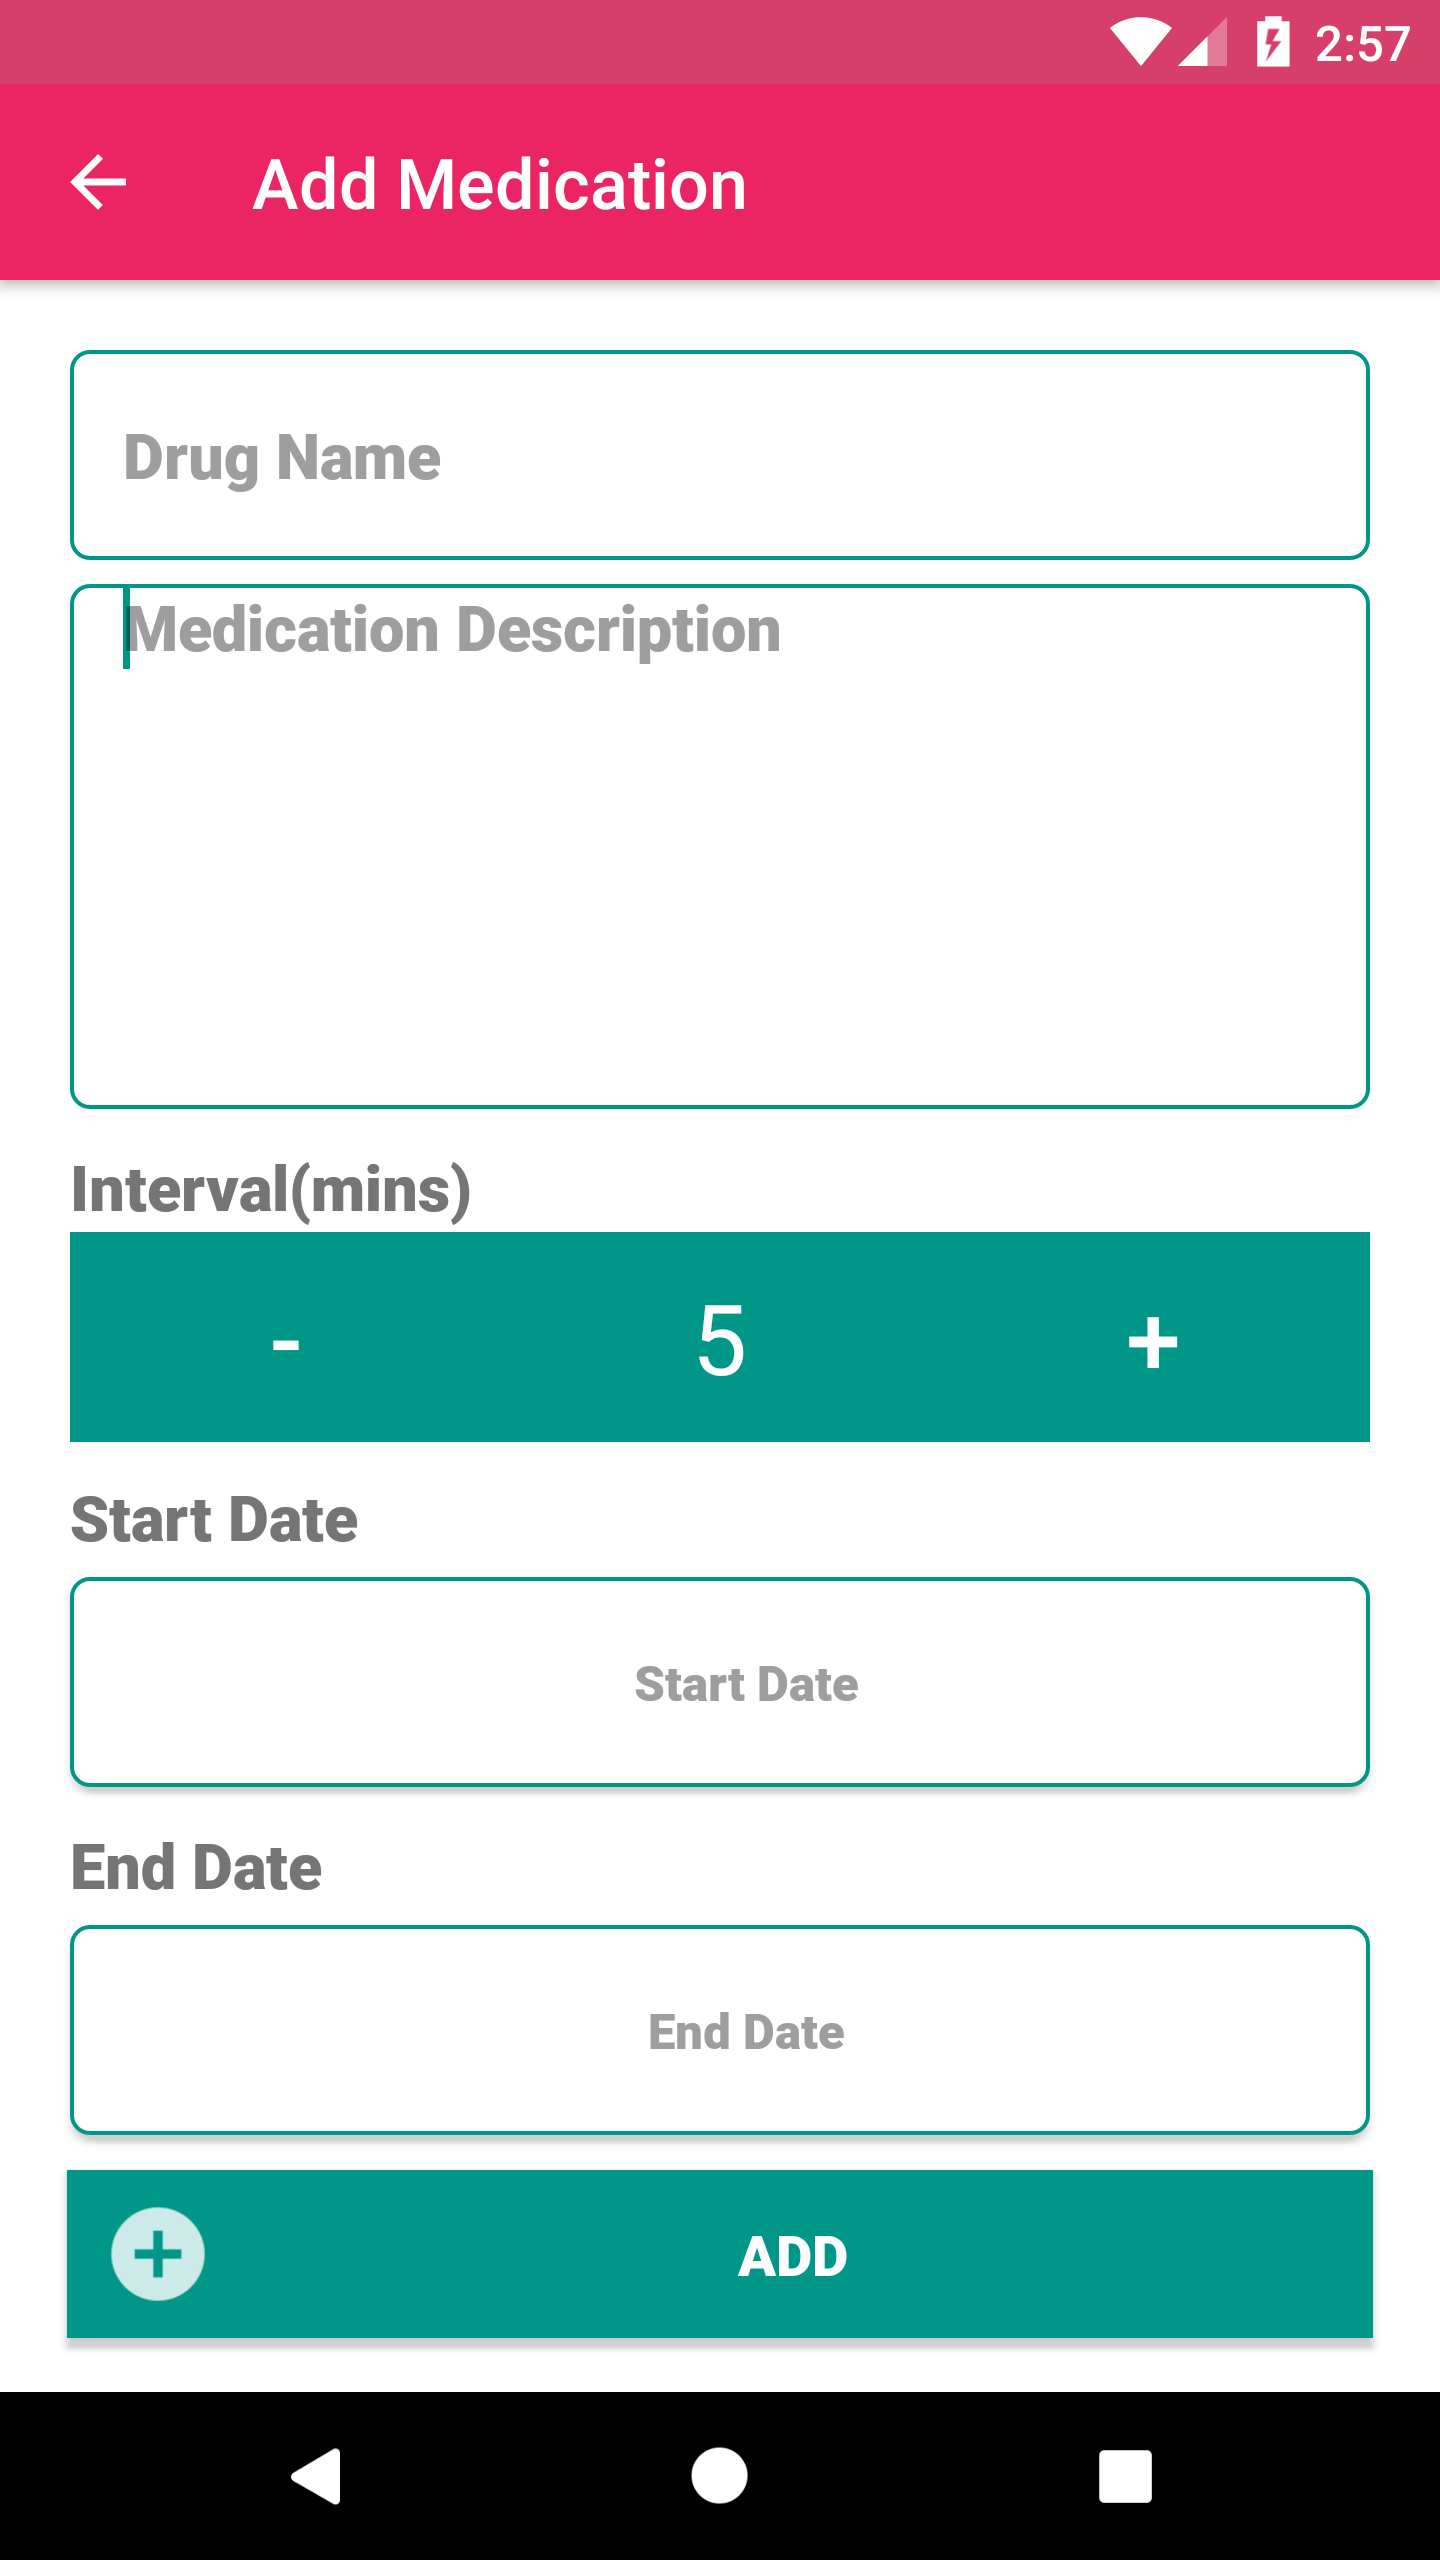 2:57
Add Medication
Drug Name
Medication Description
Interval(mins)
- 5 +
Start Date
Start Date
End Date
End Date
ADD